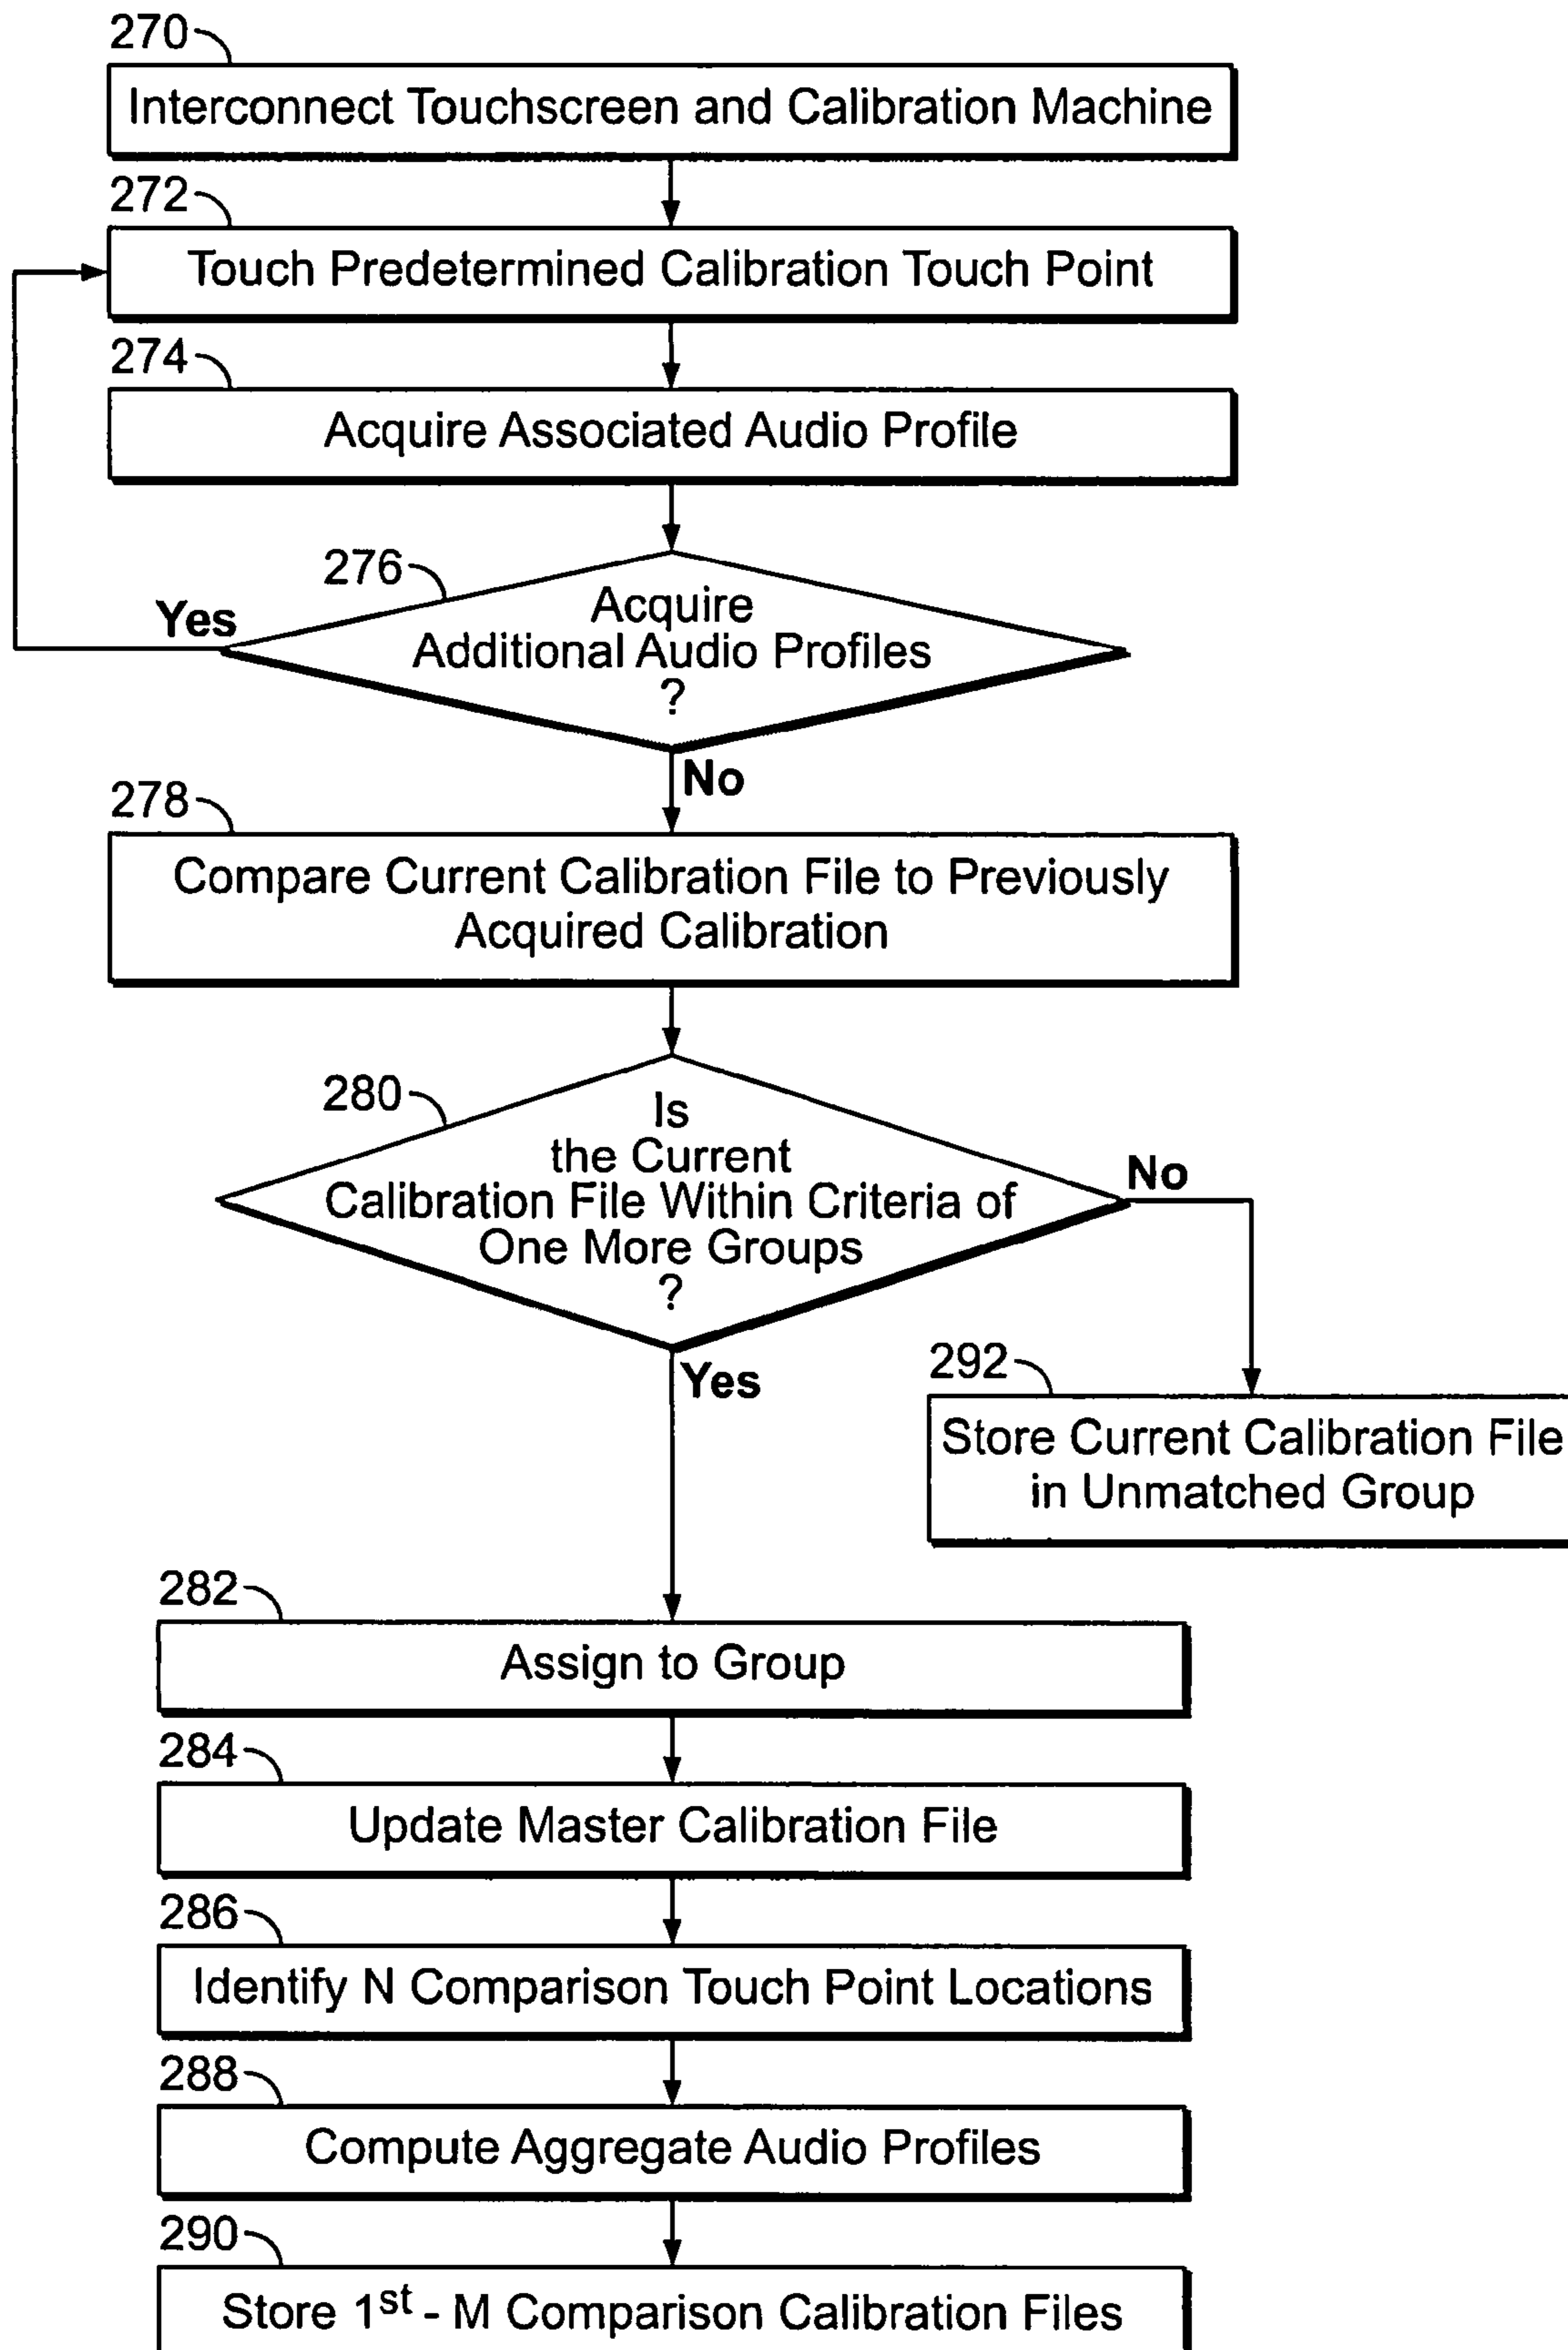 270
Interconnect Touchscreen and Calibration Machine
272
Touch Predetermined Calibration Touch Point
274
Acquire Associated Audio Profile
276
Acquire
Additional Audio Profiles
?
Yes
No
278
Compare Current Calibration File to Previously
Acquired Calibration
280
Is
the Current
Calibration File Within Criteria of
One More Groups
?
No
Yes
292
Store Current Calibration File
in Unmatched Group
282
Assign to Group
284
Update Master Calibration File
286
Identify N Comparison Touch Point Locations
288
Compute Aggregate Audio Profiles
290
Store 1st - M Comparison Calibration Files